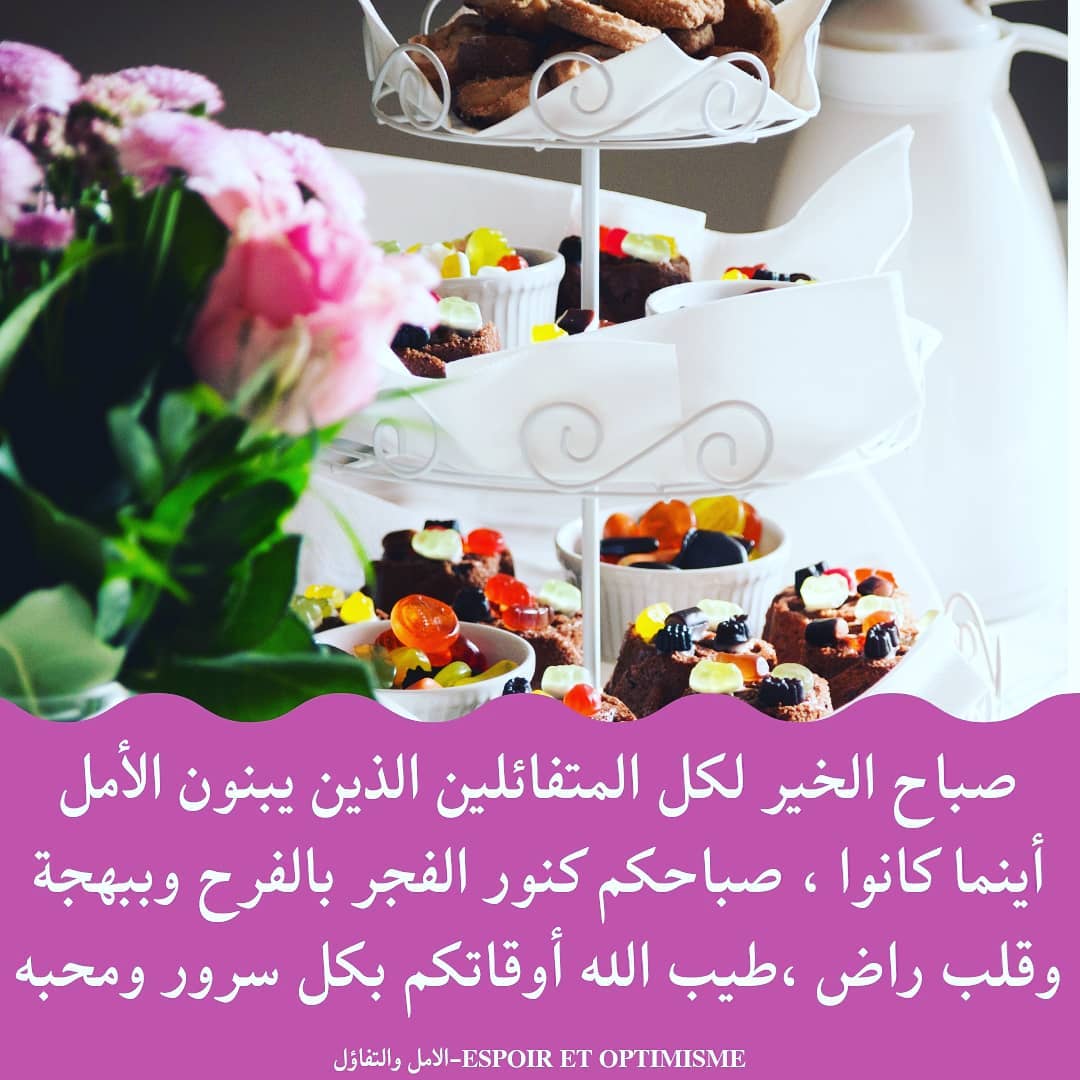 صباح الخير لكل المتفائلين الذين يبنون الأمل
أينما كانوا ، صباحكم كنور الفجر بالفرح وببهجة
وقلب راض ،طيب الله أوقاتكم بكل سرور ومحبه
الامل والتفاؤل-ESPOIR ET OPTIMISME